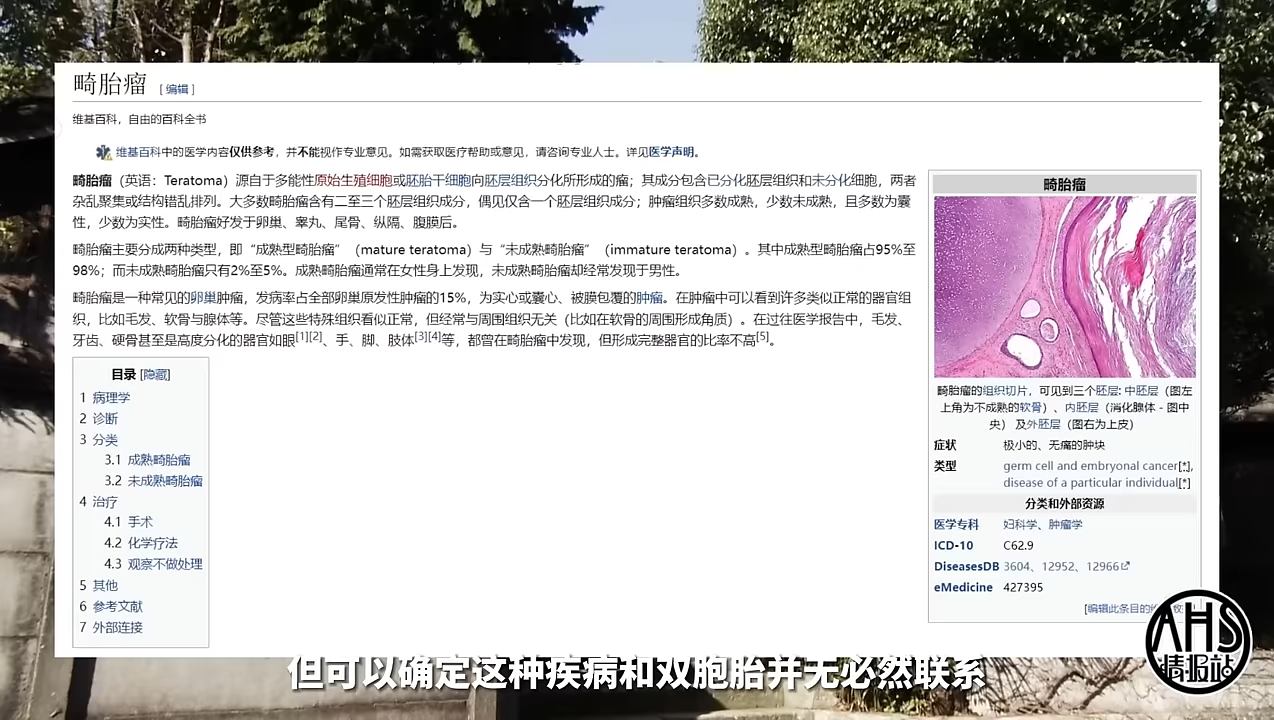 畸胎瘤 [编辑]
维基百科，自由的百科全书
维基百科中的医学内容仅供参考，并不能视作专业意见。如需获取医疗帮助或意见，请咨询专业人士。详见医学声明。
畸胎瘤（英语：Teratoma）源自于多能性原始生殖细胞或胚胎干细胞向胚层组织分化所形成的瘤；其成分包含已分化胚层组织和未分化细胞，两者
杂乱聚集或结构错乱排列。大多数畸胎瘤含有二至三个胚层组织成分，偶见仅含一个胚层组织成分；肿瘤组织多数成熟，少数未成熟，且多数为囊
性，少数为实性。畸胎瘤好发于卵巢、睾丸、尾骨、纵隔、腹膜后。
畸胎瘤主要分成两种类型，即“成熟型畸胎瘤”（mature teratoma）与“未成熟畸胎瘤”（immature teratoma）。其中成熟型畸胎瘤占95%至
98%；而未成熟畸胎瘤只有2%至5%。成熟畸胎瘤通常在女性身上发现，未成熟畸胎瘤却经常发现于男性。
畸胎瘤是一种常见的卵巢肿瘤，发病率占全部卵巢原发性肿瘤的15%，为实心或囊心、被膜包覆的肿瘤。在肿瘤中可以看到许多类似正常的器官组
织，比如毛发、软骨与腺体等。尽管这些特殊组织看似正常，但经常与周围组织无关（比如在软骨的周围形成角质）。在过往医学报告中，毛发、
牙齿、硬骨甚至是高度分化的器官如眼[1][2]、手、脚、肢体[3][4]等，都曾在畸胎瘤中发现，但形成完整器官的比率不高[5]。
目录 [隐藏]
1 病理学
2 诊断
3 分类
3.1 成熟畸胎瘤
3.2 未成熟畸胎瘤
4 治疗
4.1 手术
4.2 化学疗法
4.3 观察不做处理
5 其他
6 参考文献
7 外部连接
畸胎瘤
畸胎瘤的组织切片，可见到三个胚层: 中胚层（图左
上角为不成熟的软骨）、内胚层（消化腺体 - 图中
央） 及外胚层（图右为上皮）
症状 极小的、无痛的肿块
类型 germ cell and embryonal cancer[*],
disease of a particular individual[*]
分类和外部资源
医学专科 妇科学、肿瘤学
ICD-10 C62.9
DiseasesDB 3604、12952、12966
eMedicine 427395
[编辑此条目的
AHS
情报站
但可以确定这种疾病和双胞胎并无必然联系